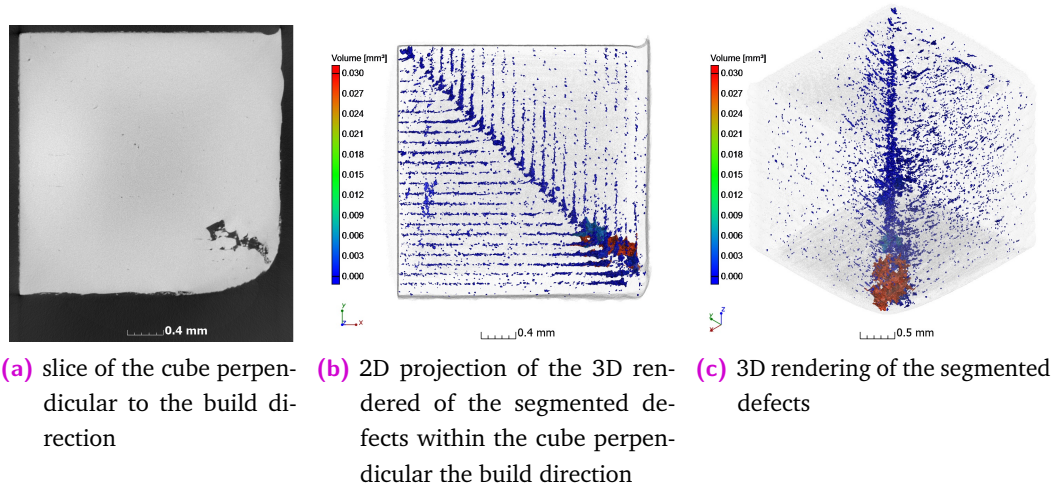 0.4 mm
Volume [mm³]
0.030
0.027
0.024
0.021
0.018
0.015
0.012
0.009
0.006
0.003
0.000
y
z
x
0.4 mm
Volume [mm³]
0.030
0.027
0.024
0.021
0.018
0.015
0.012
0.009
0.006
0.003
0.000
y
z
x
0.5 mm
(a) slice of the cube perpen-
dicular to the build di-
rection
(b) 2D projection of the 3D ren-
dered of the segmented de-
fects within the cube perpen-
dicular the build direction
(c) 3D rendering of the segmented
defects